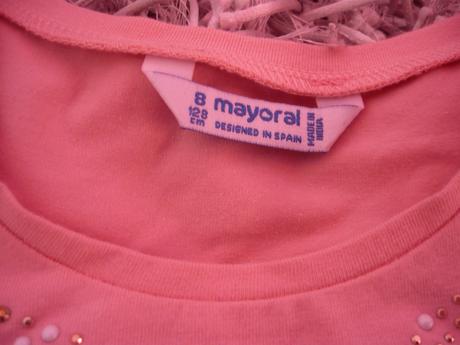 8
128
cm
mayoral
DESIGNED IN SPAIN
MADE IN
INDIA